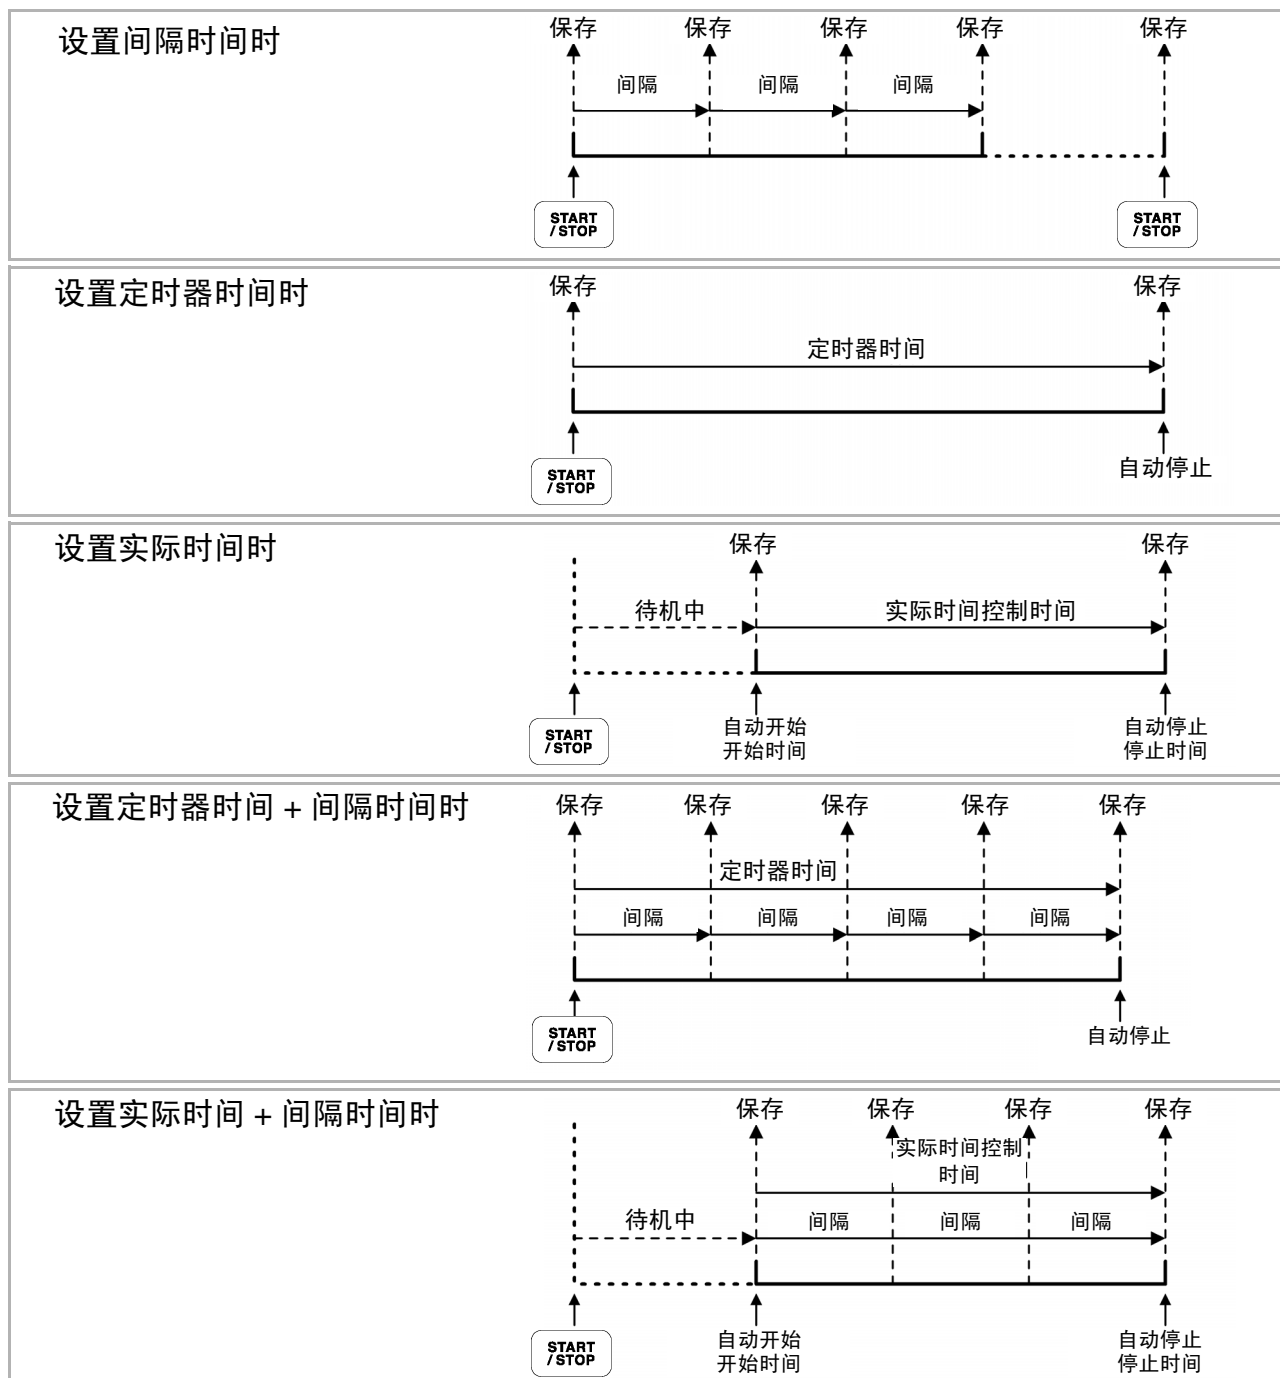 设置间隔时间时
保存 保存 保存 保存 保存
间隔 间隔 间隔
START
/STOP
START
/STOP
设置定时器时间时
保存 保存
定时器时间
START
/STOP
自动停止
设置实际时间时
保存 保存
待机中 实际时间控制时间
START
/STOP
自动开始
开始时间
自动停止
停止时间
设置定时器时间 + 间隔时间时
保存 保存 保存 保存 保存
定时器时间
间隔 间隔 间隔 间隔
START
/STOP
自动停止
设置实际时间 + 间隔时间时
保存 保存 保存 保存
实际时间控制
时间
待机中 间隔 间隔 间隔
START
/STOP
自动开始
开始时间
自动停止
停止时间